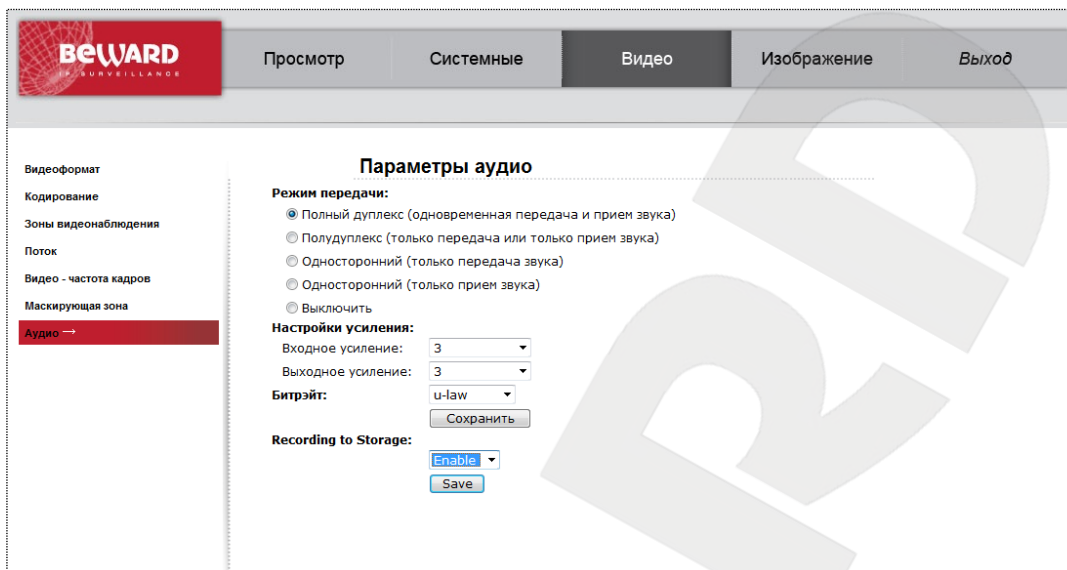 BEWARD
IP SURVEILLANCE
Просмотр
Системные
Видео
Изображение
Выход
Видеоформат
Кодирование
Зоны видеонаблюдения
Поток
Видео - частота кадров
Маскирующая зона
Аудио →
Параметры аудио
Режим передачи:
Полный дуплекс (одновременная передача и прием звука)
Полудуплекс (только передача или только прием звука)
Односторонний (только передача звука)
Односторонний (только прием звука)
Выключить
Настройки усиления:
Входное усиление: 3
Выходное усиление: 3
Битрэйт: u-law
Сохранить
Recording to Storage:
Enable
Save
RD